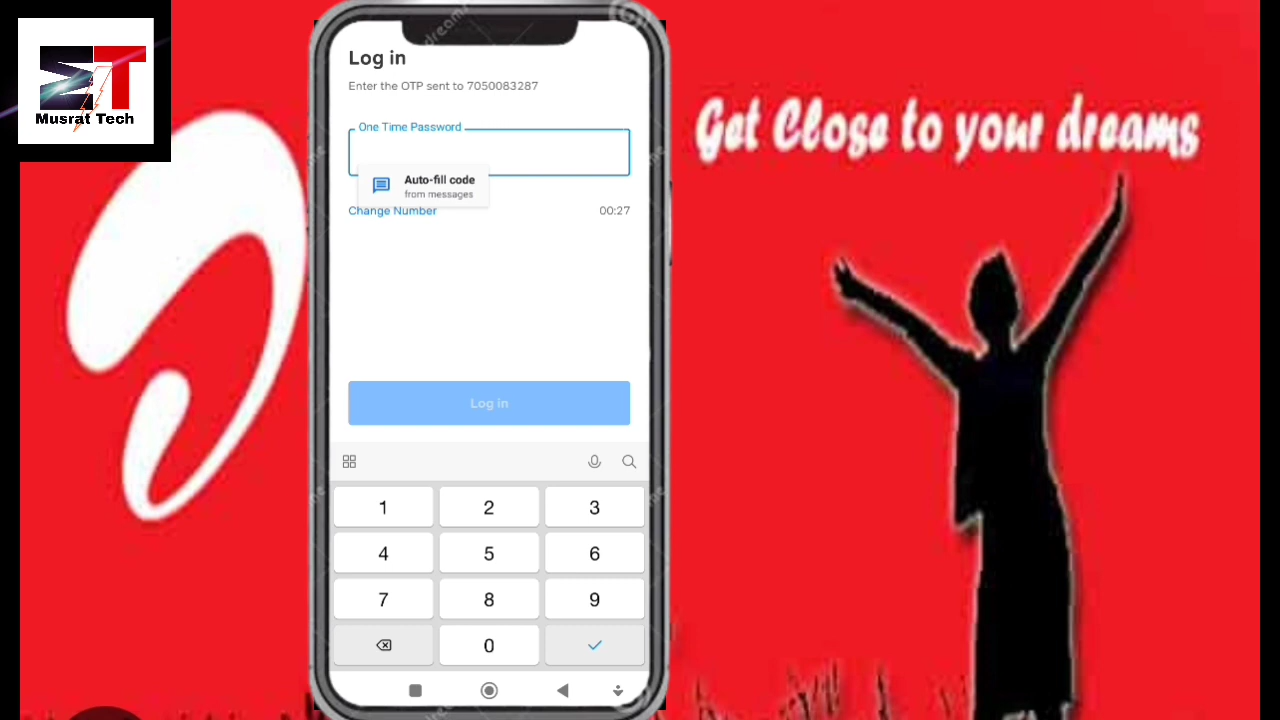 Musrat Tech
Log in
Enter the OTP sent to 7050083287
One Time Password
Auto-fill code
from messages
Change Number
00:27
Log in
1 2 3
4 5 6
7 8 9
0
Get Close to your dreams
dreams